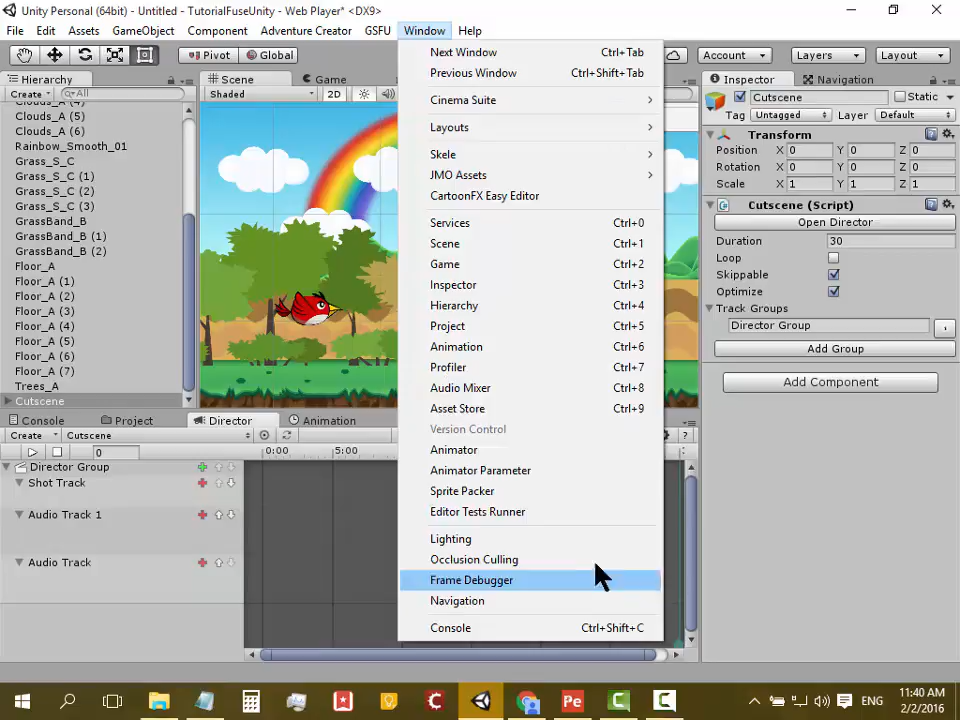 Unity Personal (64bit) - Untitled - TutorialFuseUnity - Web Player* <DX9>
File Edit Assets GameObject Component Adventure Creator GSFU Window Help
Pivot Global Account Layers Layout
Hierarchy
Create All
Clouds_A (4)
Clouds_A (5)
Clouds_A (6)
Rainbow_Smooth_01
Grass_S_C
Grass_S_C (1)
Grass_S_C (2)
Grass_S_C (3)
GrassBand_B
GrassBand_B (1)
GrassBand_B (2)
Floor_A
Floor_A (1)
Floor_A (2)
Floor_A (3)
Floor_A (4)
Floor_A (5)
Floor_A (6)
Floor_A (7)
Trees_A
Cutscene
Scene Game
Shaded 2D
Next Window Ctrl+Tab
Previous Window Ctrl+Shift+Tab
Cinema Suite
Layouts
Skele
JMO Assets
CartoonFX Easy Editor
Services Ctrl+0
Scene Ctrl+1
Game Ctrl+2
Inspector Ctrl+3
Hierarchy Ctrl+4
Project Ctrl+5
Animation Ctrl+6
Profiler Ctrl+7
Audio Mixer Ctrl+8
Asset Store Ctrl+9
Version Control
Animator
Animator Parameter
Sprite Packer
Editor Tests Runner
Lighting
Occlusion Culling
Frame Debugger
Navigation
Console Ctrl+Shift+C
Inspector Navigation
Cutscene Static
Tag Untagged Layer Default
Transform
Position X 0 Y 0 Z 0
Rotation X 0 Y 0 Z 0
Scale X 1 Y 1 Z 1
Cutscene (Script)
Open Director
Duration 30
Loop
Skippable
Optimize
Track Groups
Director Group
Add Group
Add Component
Console Project Director Animation
Create Cutscene ?
0 0:00 5:00
Director Group
Shot Track
Audio Track 1
Audio Track
ENG
11:40 AM
2/2/2016